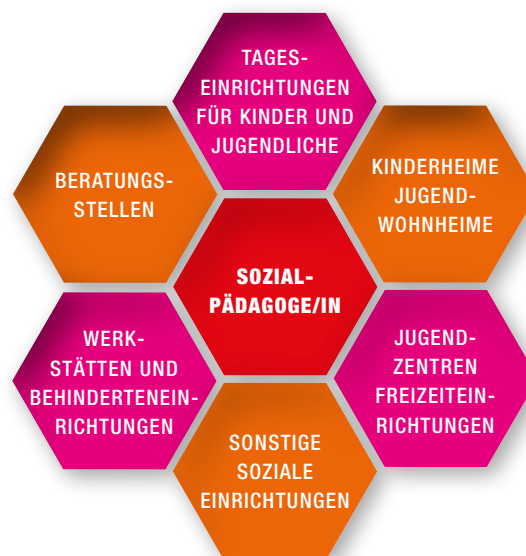 TAGES-
EINRICHTUNGEN
FÜR KINDER UND
JUGENDLICHE
BERATUNGS-
STELLEN
KINDERHEIME
JUGEND-
WOHNHEIME
SOZIAL-
PÄDAGOGE/IN
WERK-
STÄTTEN UND
BEHINDERTENEIN-
RICHTUNGEN
JUGEND-
ZENTREN
FREIZEITEIN-
RICHTUNGEN
SONSTIGE
SOZIALE
EINRICHTUNGEN